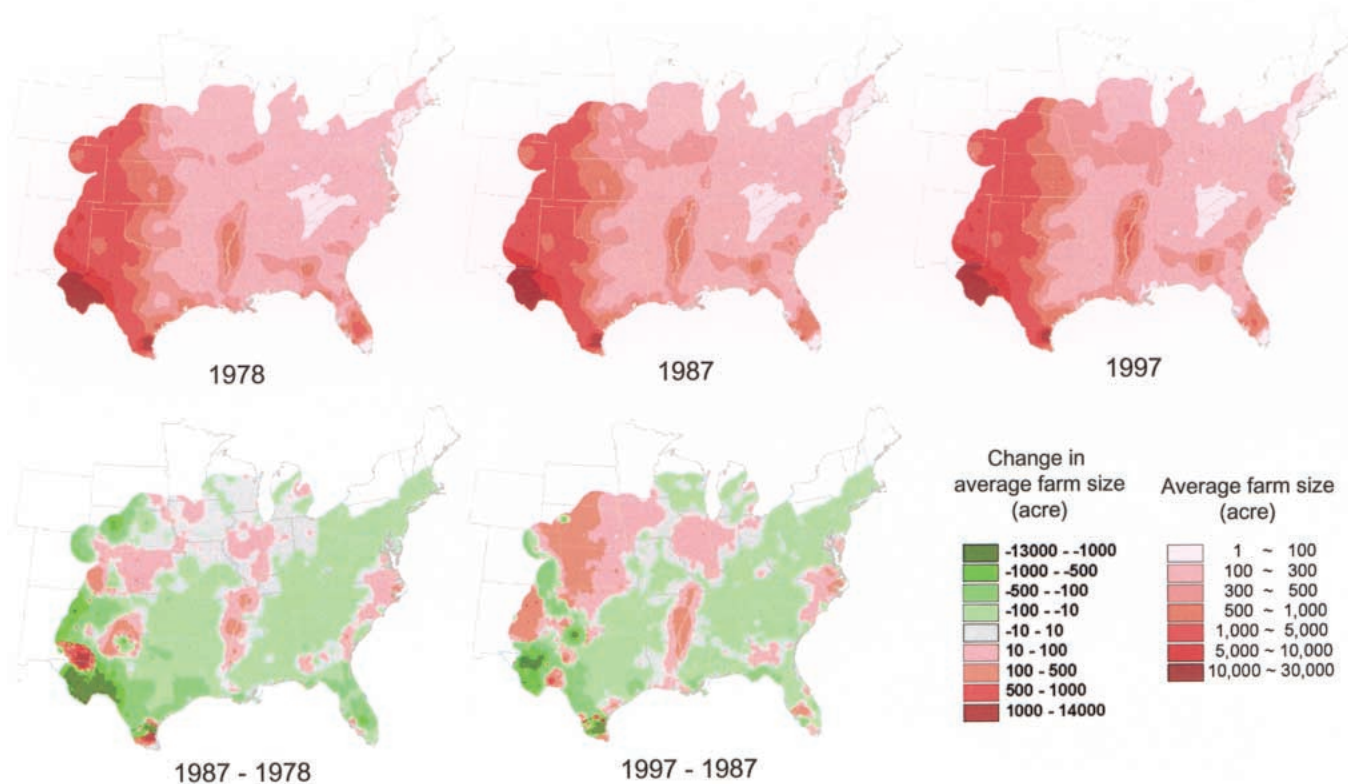 1978
1987
1997
1987 - 1978
1997 - 1987
Change in
average farm size
(acre)
-13000 - -1000
-1000 - -500
-500 - -100
-100 - -10
-10 - 10
10 - 100
100 - 500
500 - 1000
1000 - 14000
Average farm size
(acre)
1 ~ 100
100 ~ 300
300 ~ 500
500 ~ 1,000
1,000 ~ 5,000
5,000 ~ 10,000
10,000 ~ 30,000